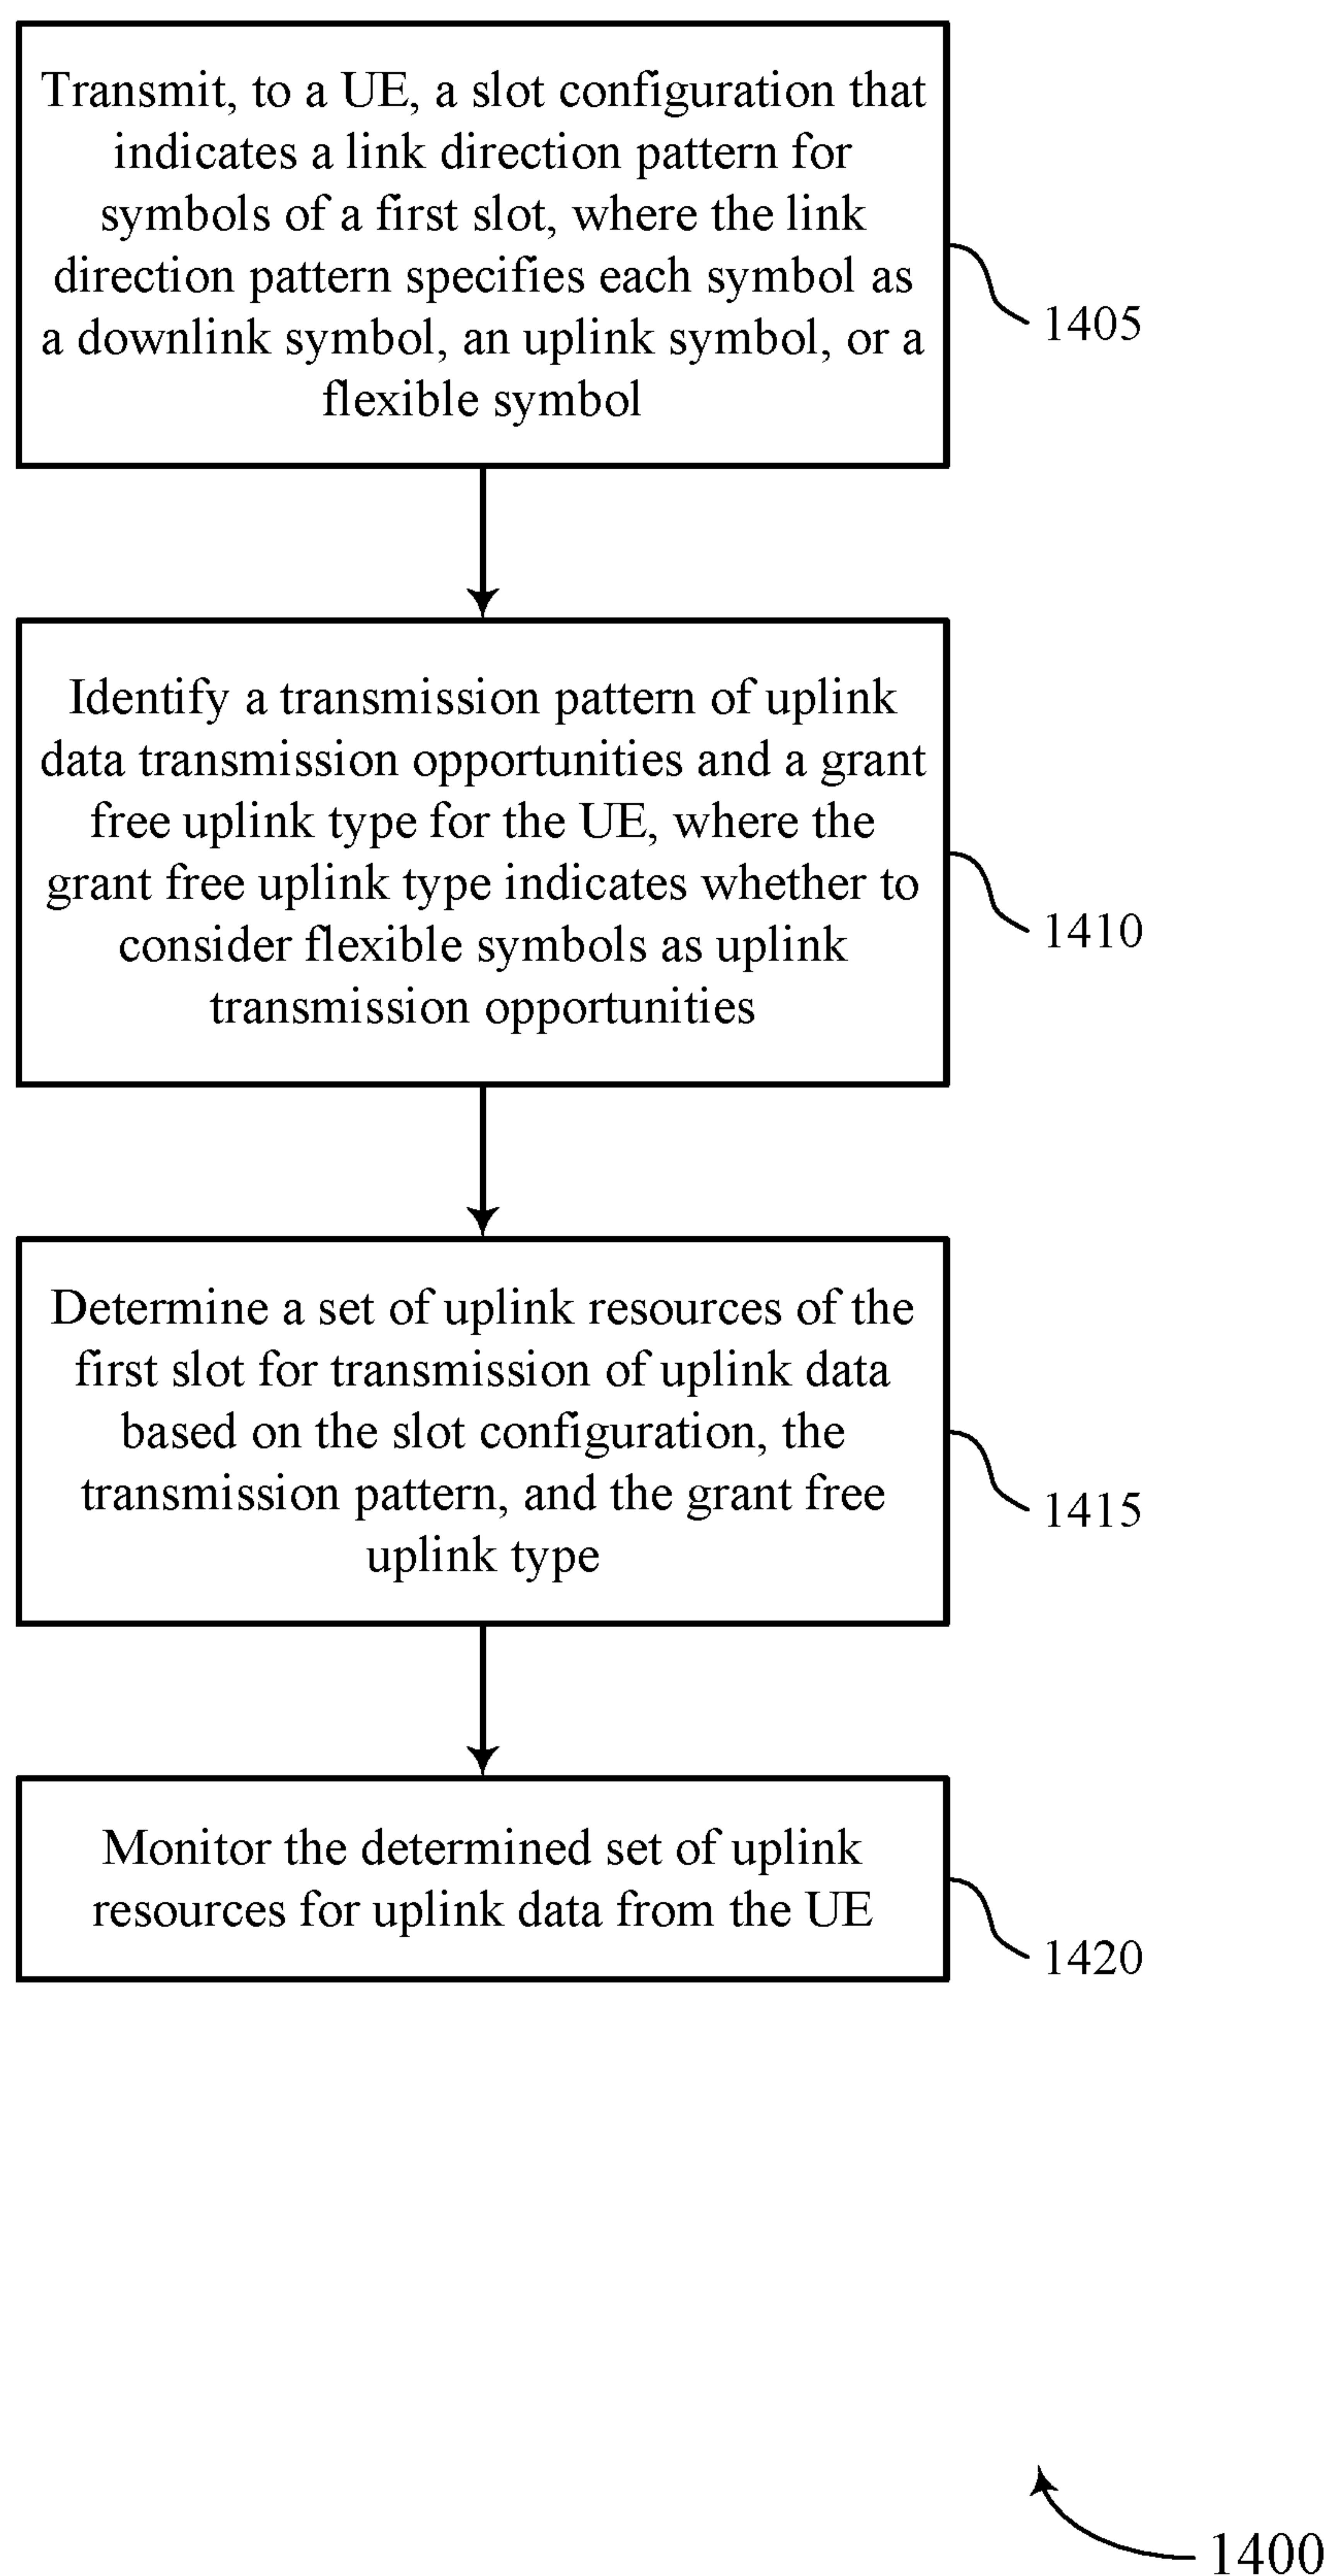 Transmit, to a UE, a slot configuration that
indicates a link direction pattern for
symbols of a first slot, where the link
direction pattern specifies each symbol as
a downlink symbol, an uplink symbol, or a
flexible symbol
1405
Identify a transmission pattern of uplink
data transmission opportunities and a grant
free uplink type for the UE, where the
grant free uplink type indicates whether to
consider flexible symbols as uplink
transmission opportunities
1410
Determine a set of uplink resources of the
first slot for transmission of uplink data
based on the slot configuration, the
transmission pattern, and the grant free
uplink type
1415
Monitor the determined set of uplink
resources for uplink data from the UE
1420
1400